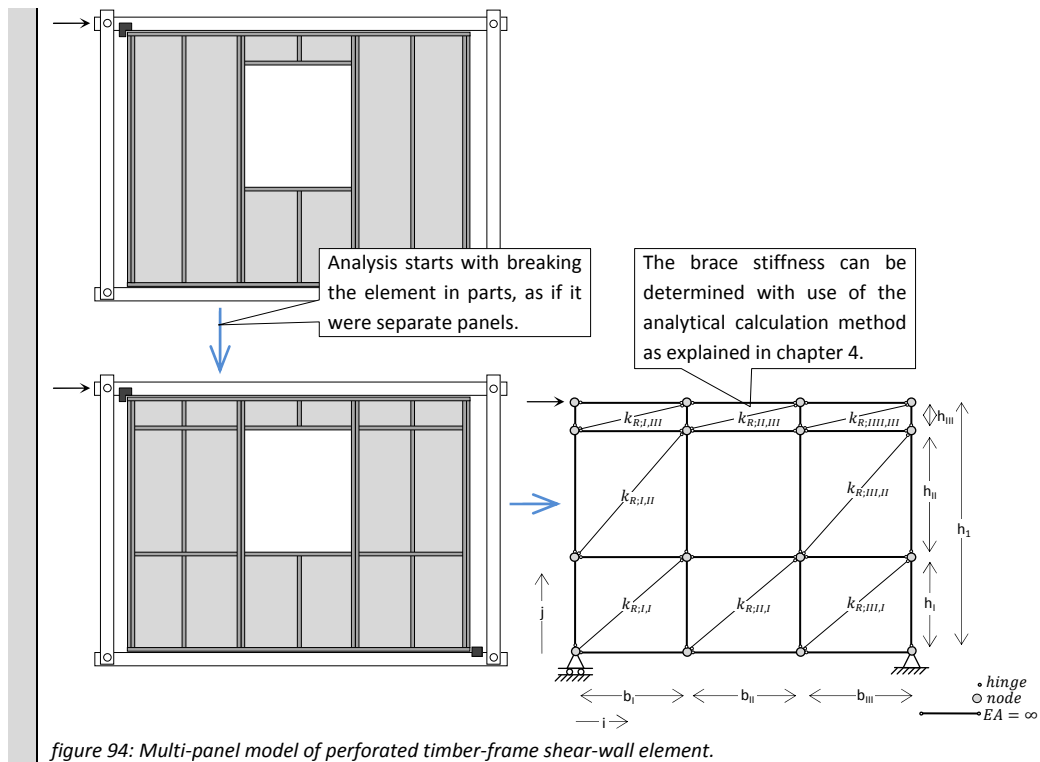 Analysis starts with breaking
the element in parts, as if it
were separate panels.
The brace stiffness can be
determined with use of the
analytical calculation method
as explained in chapter 4.
k_{R;I,III}
k_{R;II,III}
k_{R;IIII,III}
h_{III}
k_{R;I,II}
k_{R;III,II}
h_{II}
h_1
j
k_{R;I,I}
k_{R;II,I}
k_{R;III,I}
h_I
b_I
b_{II}
b_{III}
i
hinge
node
EA = ∞
figure 94: Multi-panel model of perforated timber-frame shear-wall element.